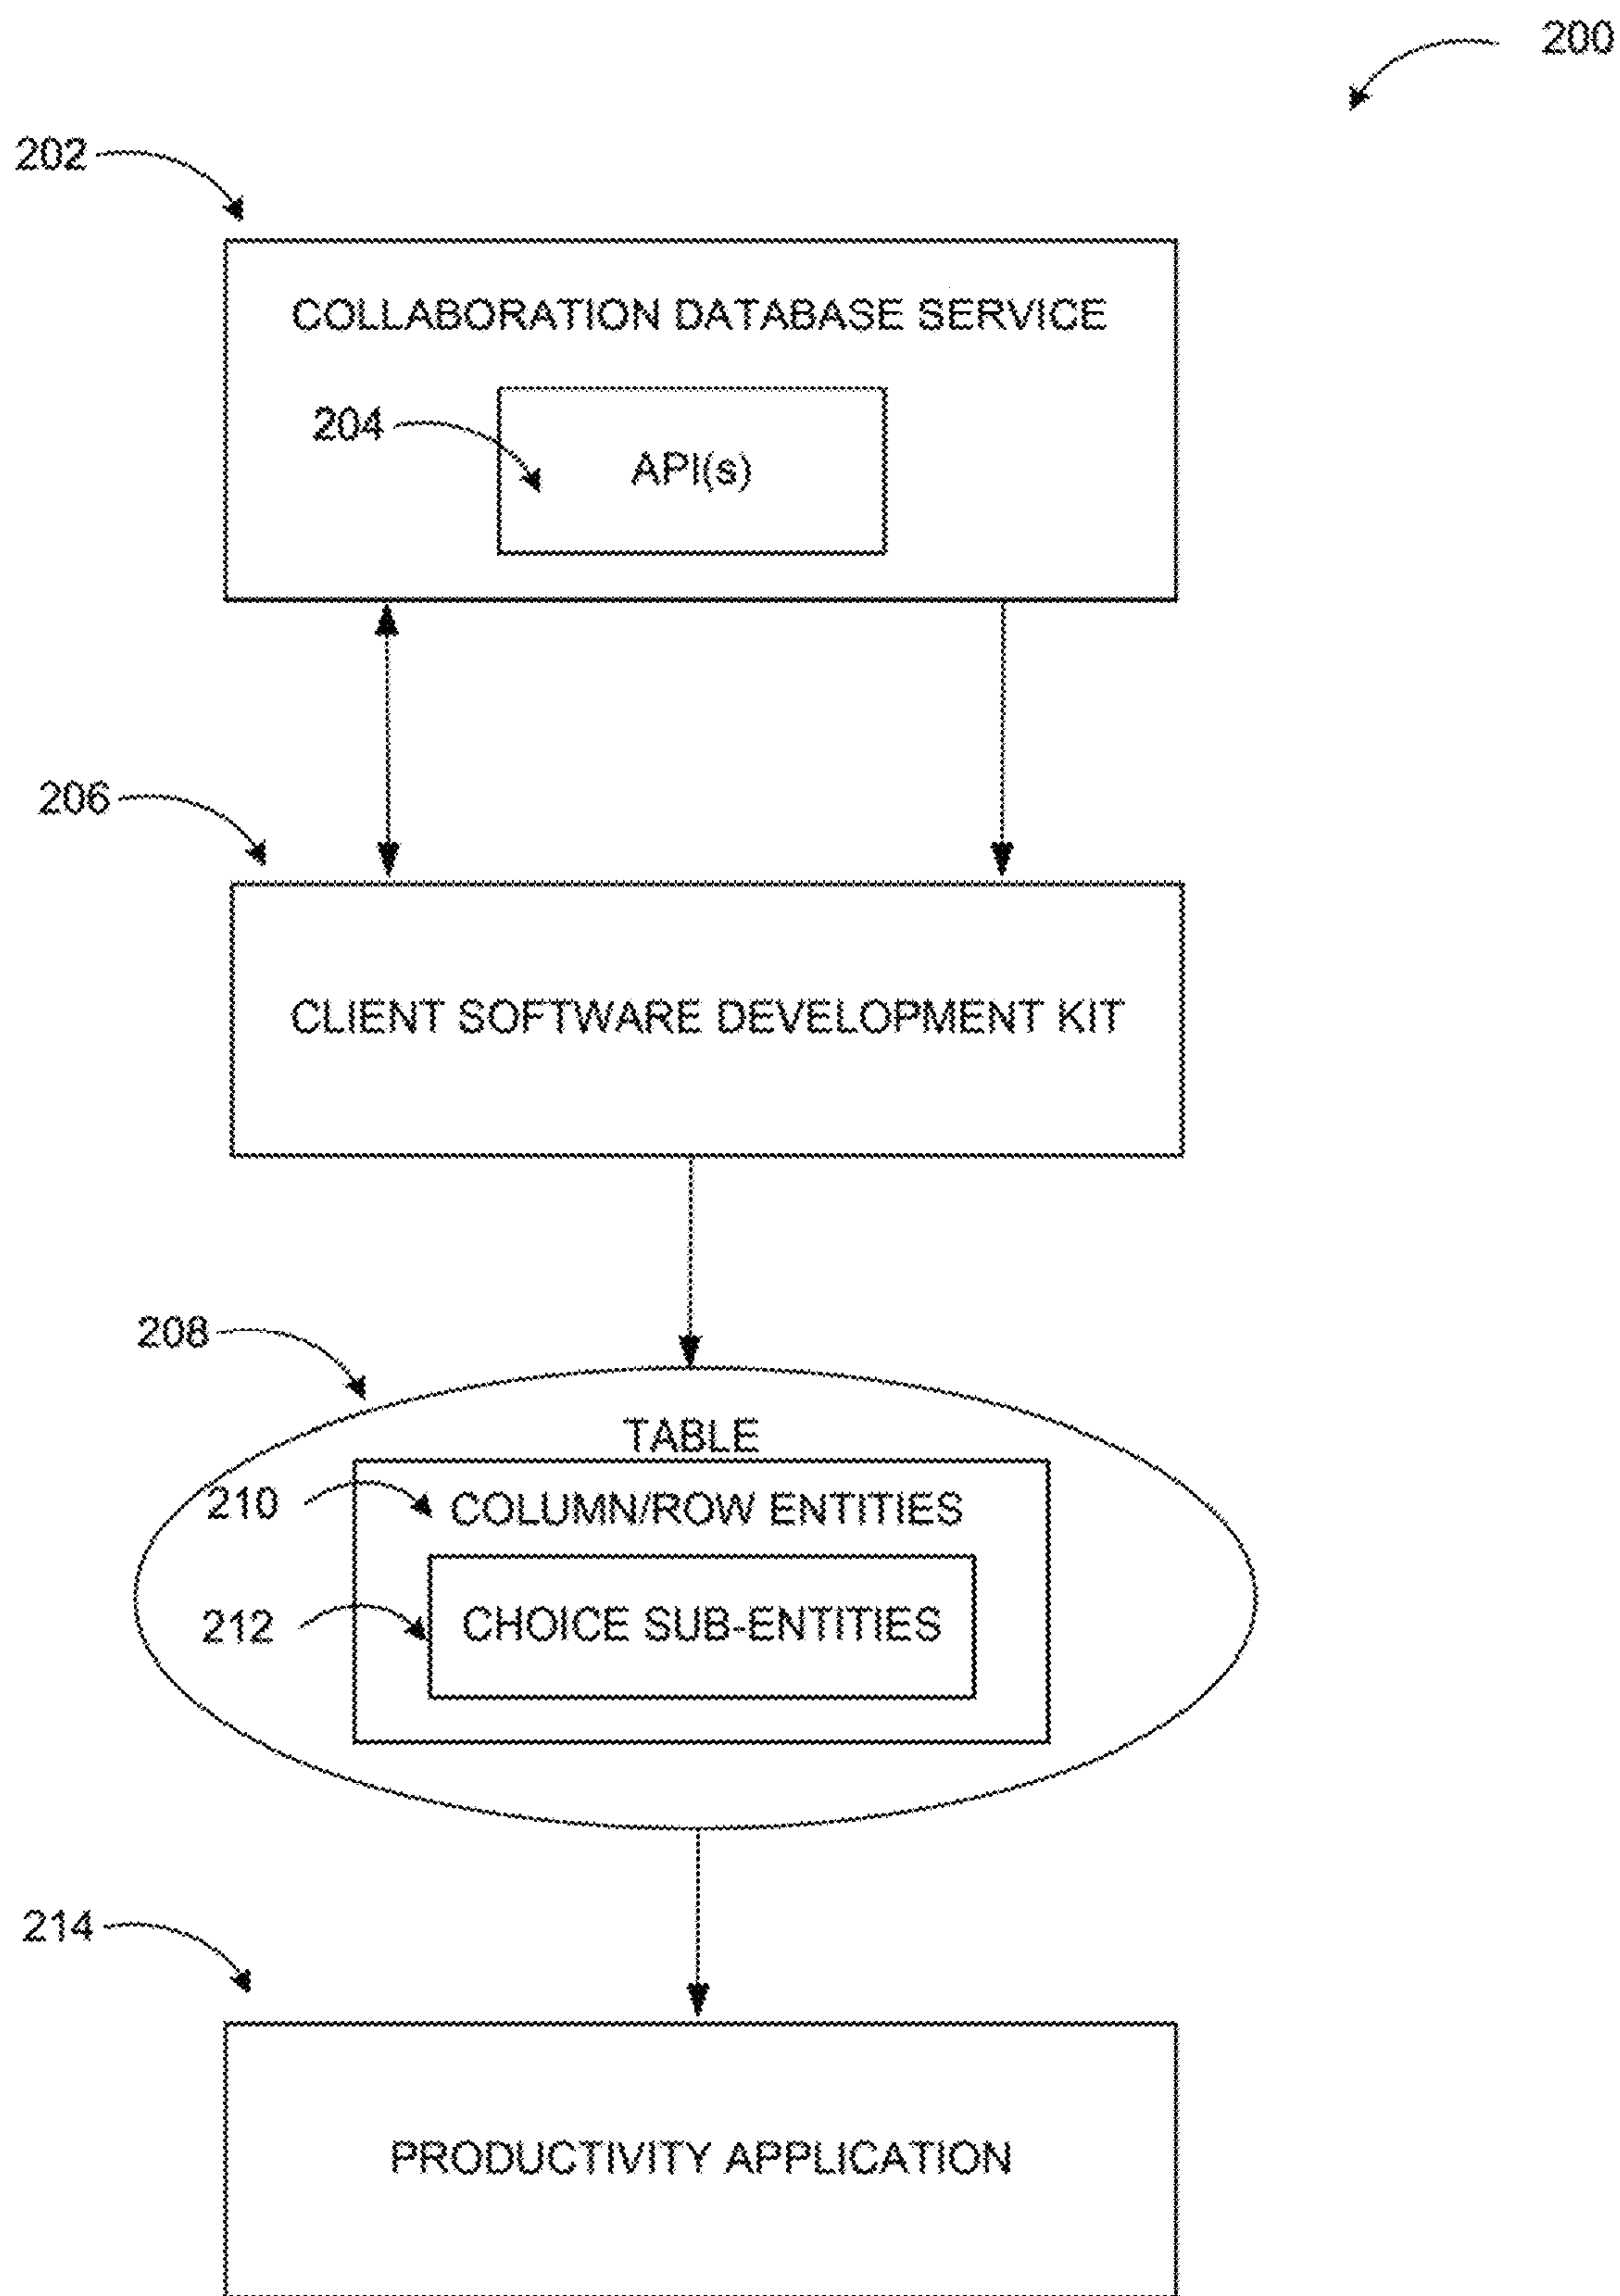 200
202
COLLABORATION DATABASE SERVICE
204
API(s)
206
CLIENT SOFTWARE DEVELOPMENT KIT
208
TABLE
210
COLUMN/ROW ENTITIES
212
CHOICE SUB-ENTITIES
214
PRODUCTIVITY APPLICATION